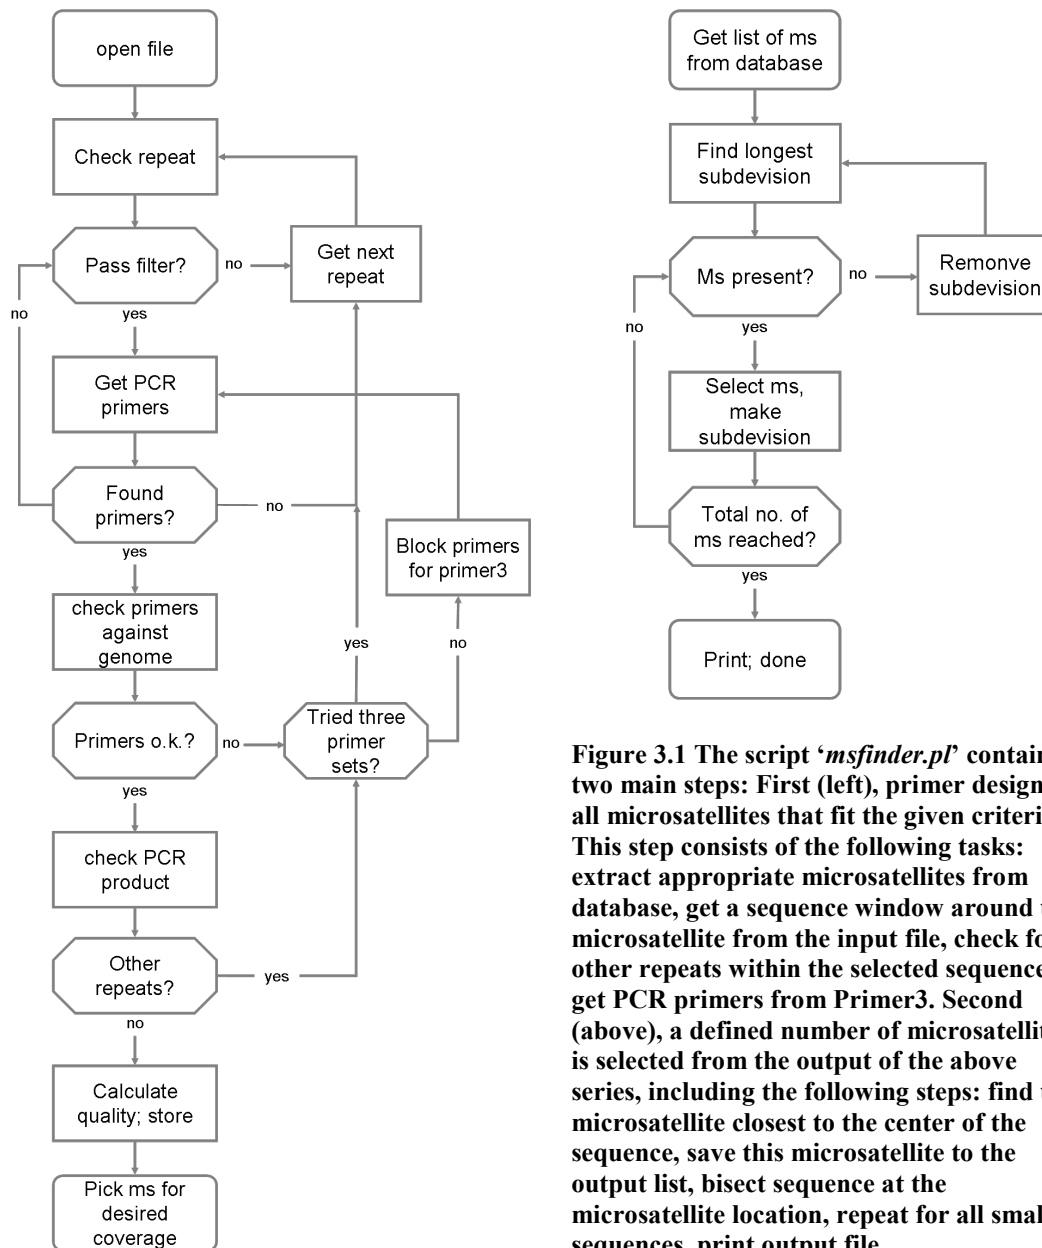 open file
Check repeat
Pass filter?
no
Get next
repeat
no
yes
Get PCR
primers
Found
primers?
no
yes
Block primers
for primer3
check primers
against
genome
yes
no
Primers o.k.?
no
Tried three
primer
sets?
yes
check PCR
product
Other
repeats?
yes
no
Calculate
quality; store
Pick ms for
desired
coverage
Get list of ms
from database
Find longest
subdevision
Ms present?
no
Remonve
subdevision
no
yes
Select ms,
make
subdevision
Total no. of
ms reached?
yes
Print; done
Figure 3.1 The script ‘msfinder.pl’ contain
two main steps: First (left), primer design
all microsatellites that fit the given criteri
This step consists of the following tasks:
extract appropriate microsatellites from
database, get a sequence window around
microsatellite from the input file, check fo
other repeats within the selected sequence
get PCR primers from Primer3. Second
(above), a defined number of microsatellit
is selected from the output of the above
series, including the following steps: find
microsatellite closest to the center of the
sequence, save this microsatellite to the
output list, bisect sequence at the
microsatellite location, repeat for all smal
sequences, print output file